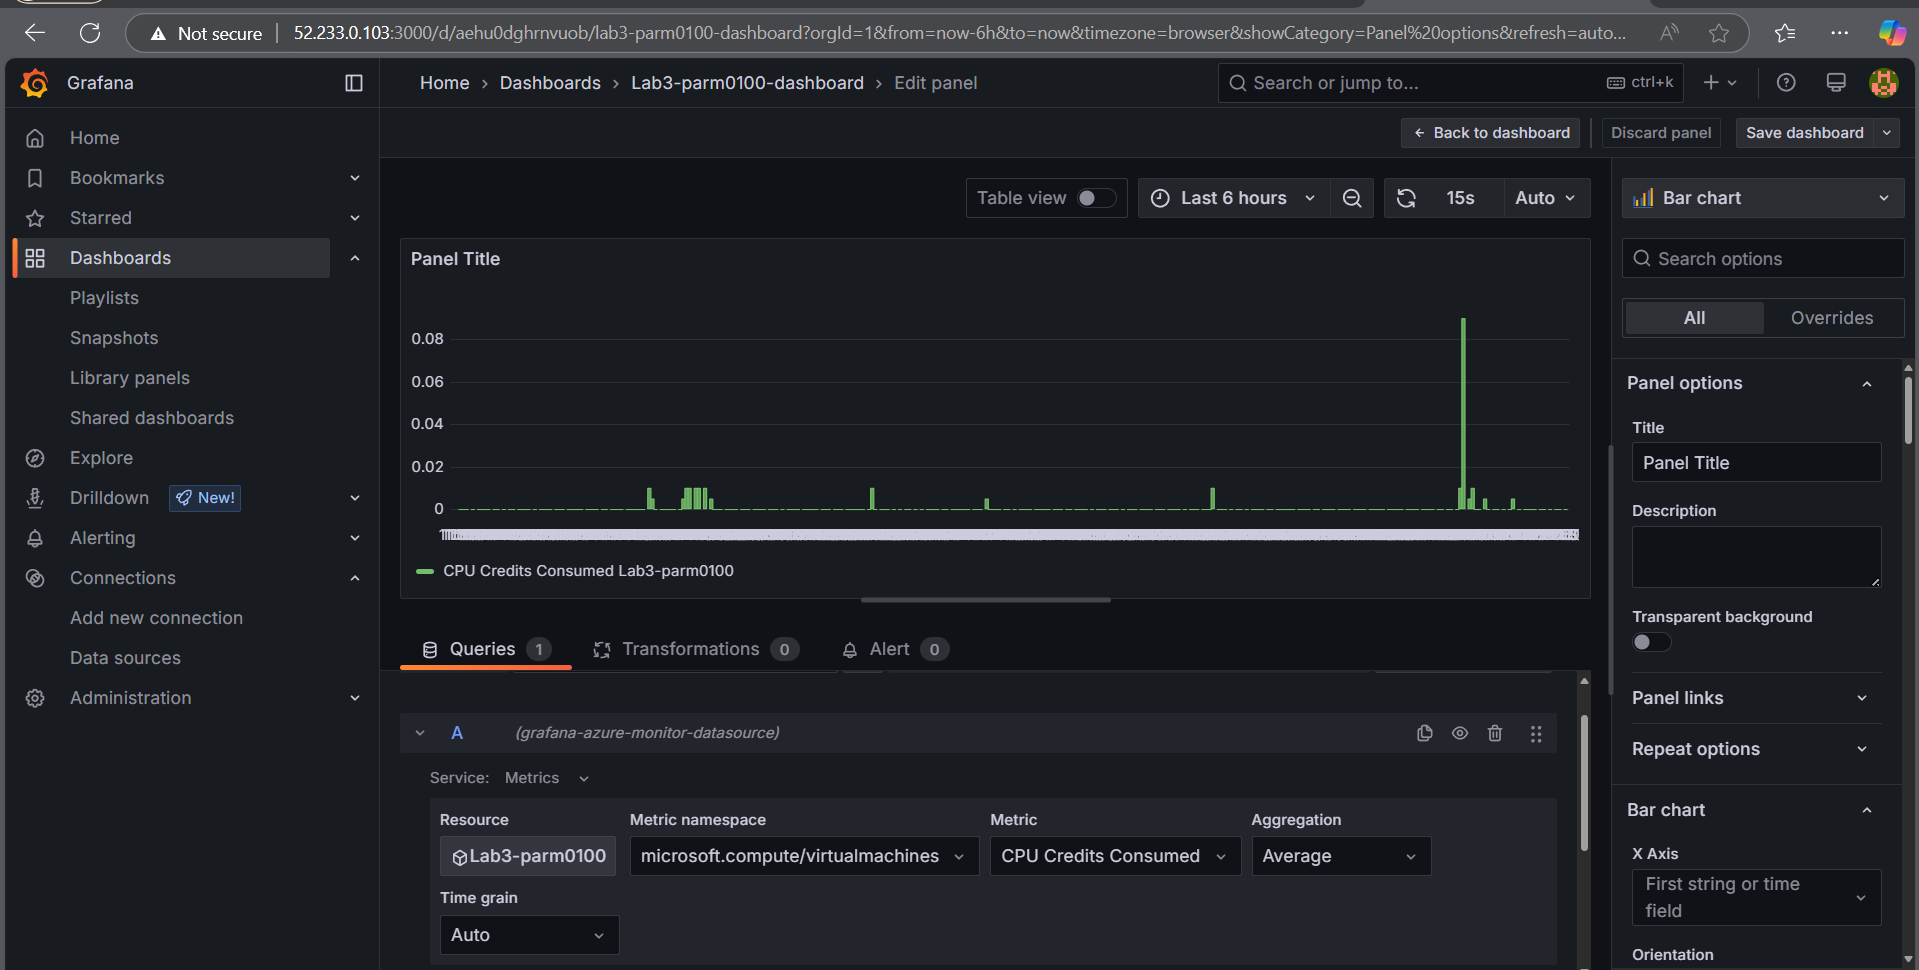 Not secure
52.233.0.103:3000/d/aehu0dghrnvuob/lab3-parm0100-dashboard?orgId=1&from=now-6h&to=now&timezone=browser&showCategory=Panel%20options&refresh=auto...
Grafana
Home › Dashboards › Lab3-parm0100-dashboard › Edit panel
Search or jump to...
ctrl+k
Back to dashboard
Discard panel
Save dashboard
Home
Bookmarks
Starred
Dashboards
Playlists
Snapshots
Library panels
Shared dashboards
Explore
Drilldown
New!
Alerting
Connections
Add new connection
Data sources
Administration
Table view
Last 6 hours
15s
Auto
Panel Title
0.08
0.06
0.04
0.02
0
CPU Credits Consumed Lab3-parm0100
Queries 1
Transformations 0
Alert 0
A
(grafana-azure-monitor-datasource)
Service: Metrics
Resource
Metric namespace
Metric
Aggregation
Lab3-parm0100
microsoft.compute/virtualmachines
CPU Credits Consumed
Average
Time grain
Auto
Bar chart
Search options
All
Overrides
Panel options
Title
Panel Title
Description
Transparent background
Panel links
Repeat options
Bar chart
X Axis
First string or time
field
Orientation